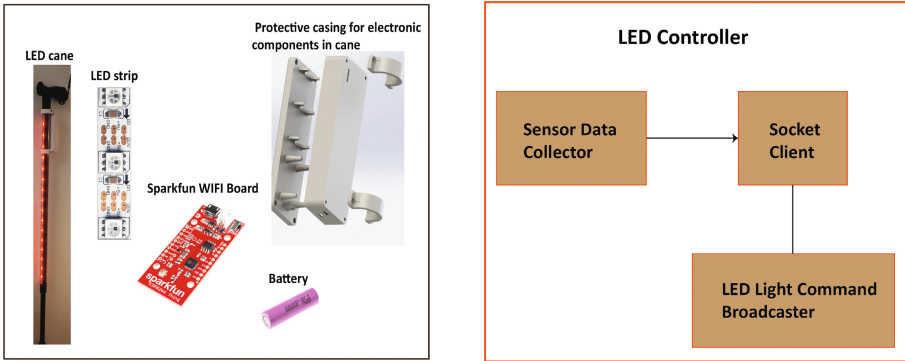 Protective casing for electronic
components in cane
LED cane
LED strip
Sparkfun WIFI Board
sparkfun
Battery
LED Controller
Sensor Data
Collector
Socket
Client
LED Light Command
Broadcaster